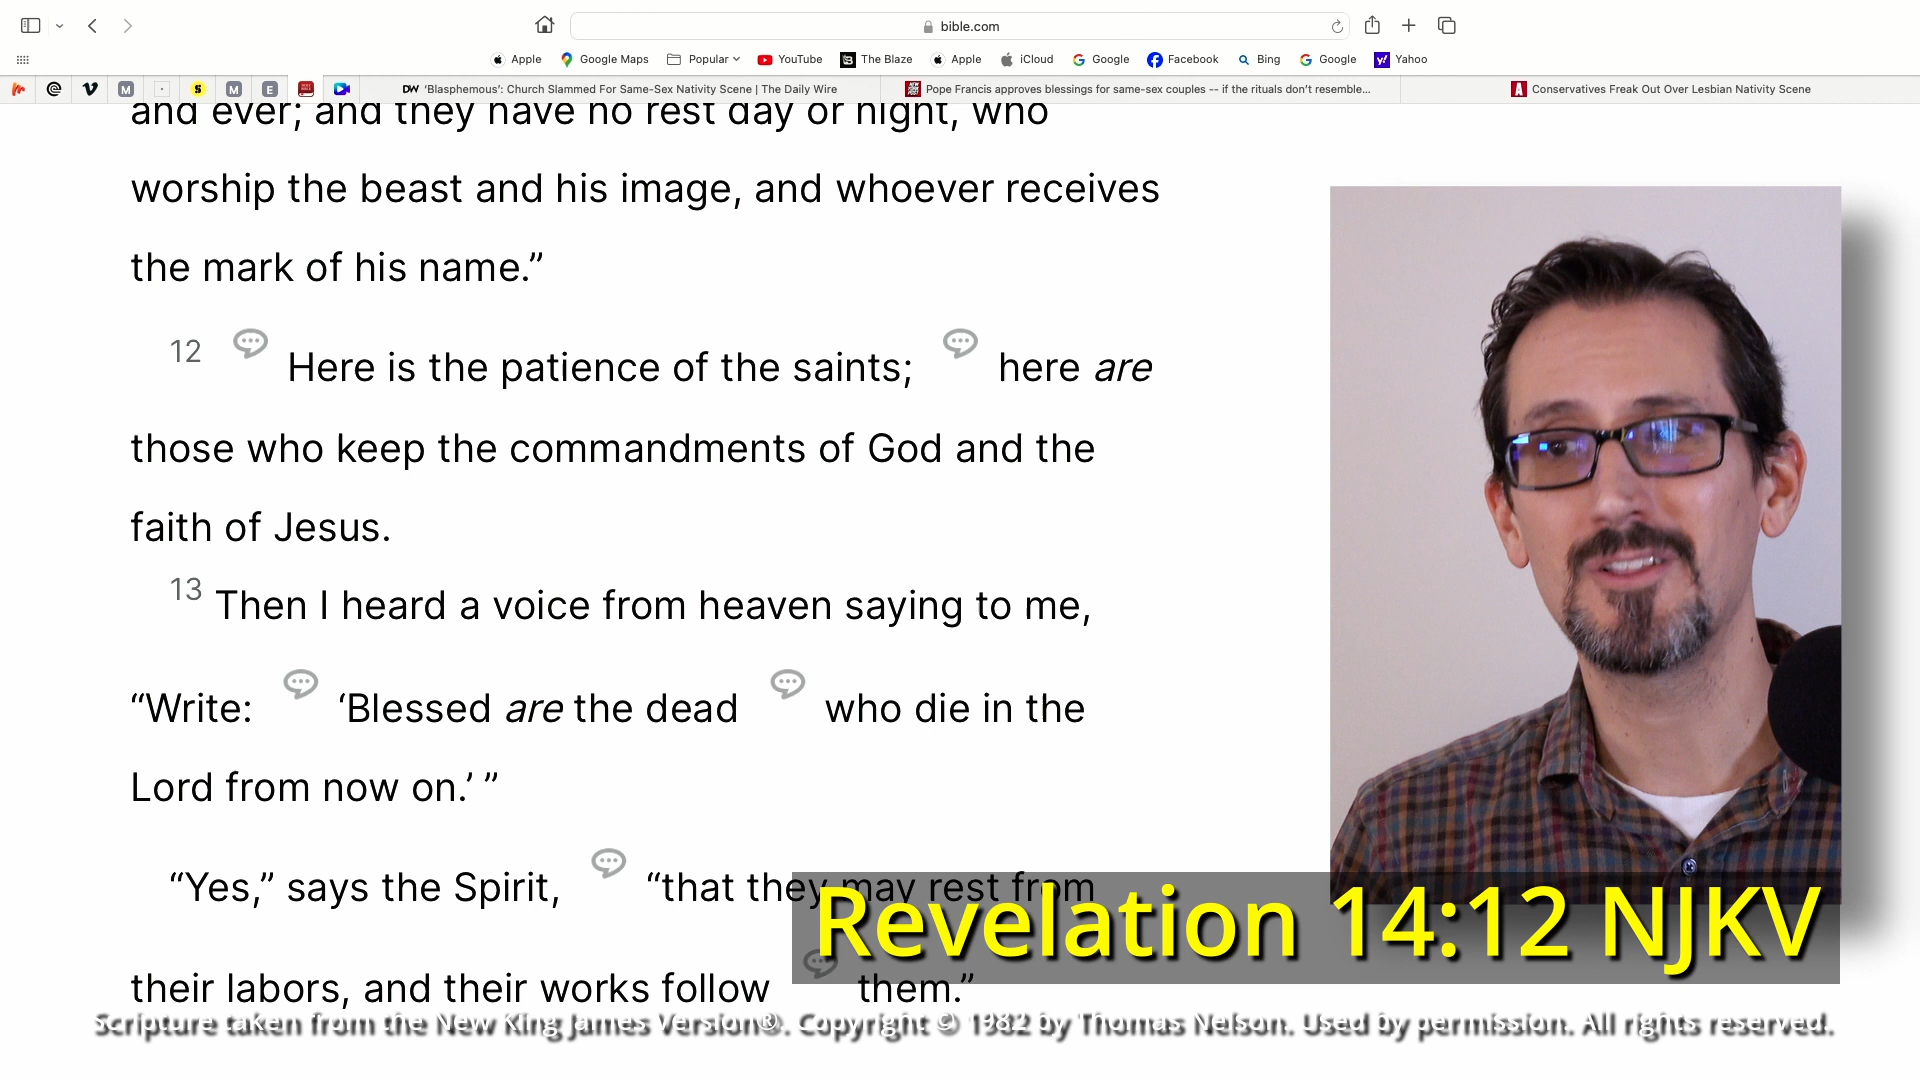 bible.com
Apple Google Maps Popular YouTube The Blaze Apple iCloud Google Facebook Bing Google Yahoo
‘Blasphemous’: Church Slammed For Same-Sex Nativity Scene | The Daily Wire Pope Francis approves blessings for same-sex couples -- if the rituals don’t resemble... Conservatives Freak Out Over Lesbian Nativity Scene
and ever; and they have no rest day or night, who
worship the beast and his image, and whoever receives
the mark of his name.”
12 Here is the patience of the saints; here are
those who keep the commandments of God and the
faith of Jesus.
13 Then I heard a voice from heaven saying to me,
“Write: ‘Blessed are the dead who die in the
Lord from now on.’ ”
“Yes,” says the Spirit, “that they may rest from
Revelation 14:12 NJKV
their labors, and their works follow them.”
Scripture taken from the New King James Version®. Copyright © 1982 by Thomas Nelson. Used by permission. All rights reserved.